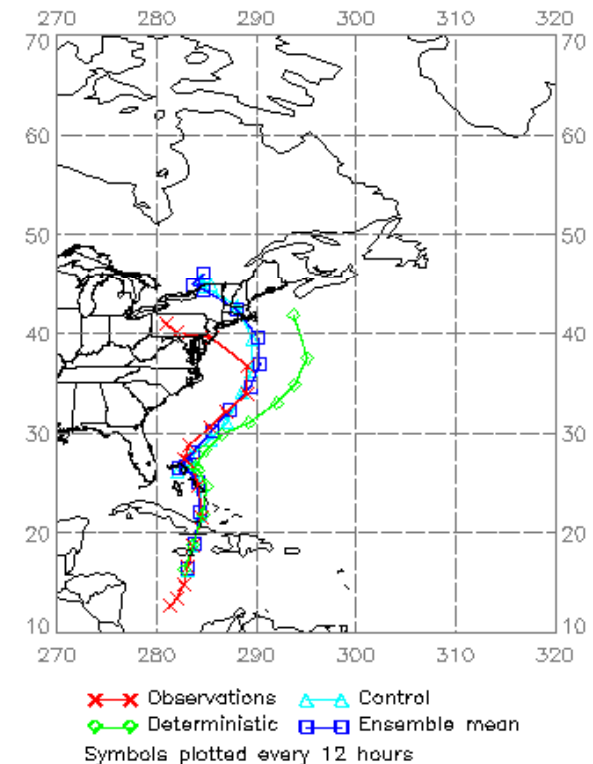 270 280 290 300 310 320
70 70
60 60
50 50
40 40
30 30
20 20
10 10
270 280 290 300 310 320
Observations Control
Deterministic Ensemble mean
Symbols plotted every 12 hours